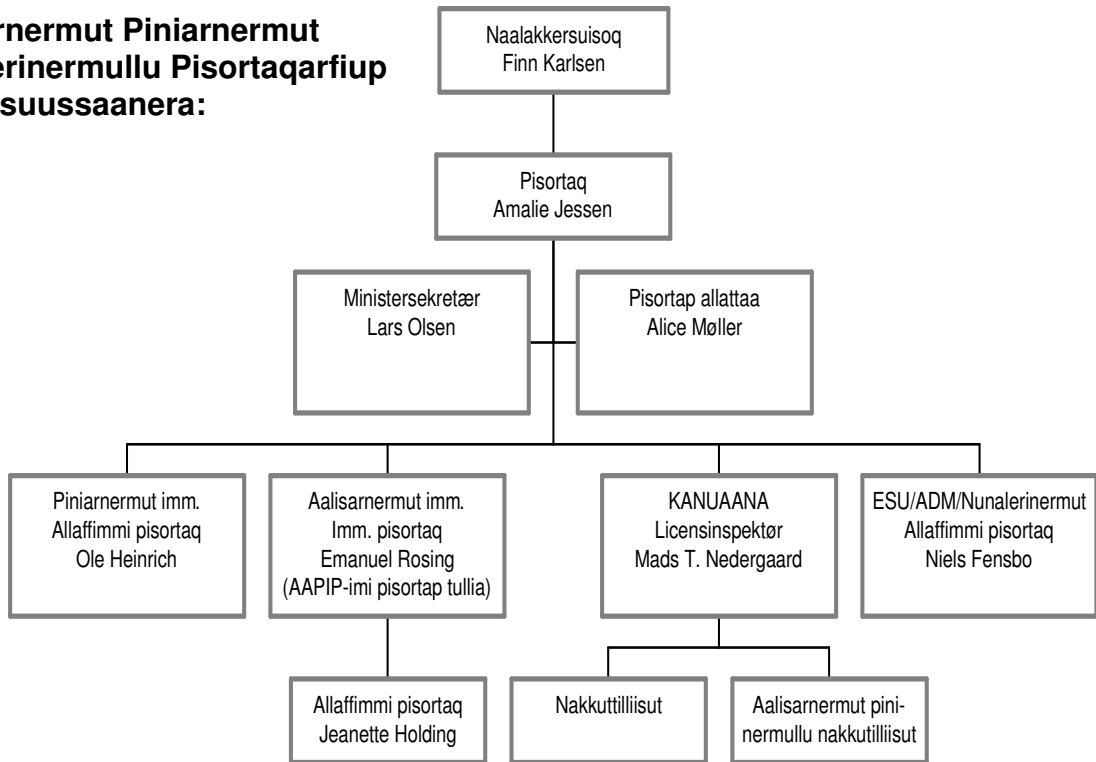 Piniarnermut
Pisortaqarfiup
Naalakkersuisoq
Finn Karlsen
Pisortaq
Amalie Jessen
Ministersekretær
Lars Olsen
Pisortap allattaa
Alice Møller
Piniarnermut imm.
Allaffimmi pisortaq
Ole Heinrich
Aalisarnermut imm.
Imm. pisortaq
Emanuel Rosing
(AAPIP-imi pisortap tullia)
KANUAANA
Licensinspektør
Mads T. Nedergaard
ESU/ADM/Nunalerinermut
Allaffimmi pisortaq
Niels Fensbo
Allaffimmi pisortaq
Jeanette Holding
Nakkuttilliisut
Aalisarnermut pini-
nermullu nakkutilliisut